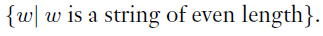 {w| w is a string of even length}.